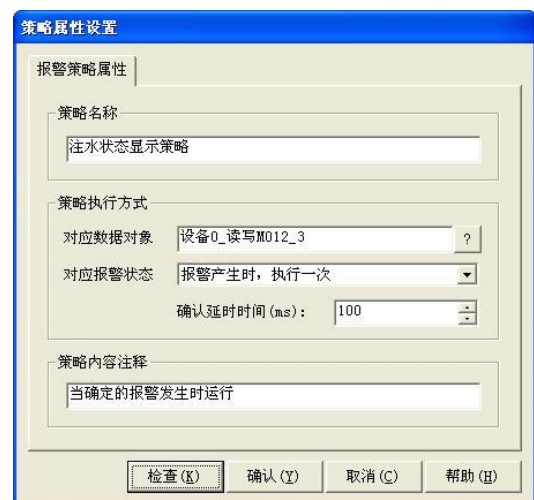 策略属性设置
报警策略属性
策略名称
注水状态显示策略
策略执行方式
对应数据对象 设备0_读写M012_3 ?
对应报警状态 报警产生时，执行一次
确认延时时间(ms): 100
策略内容注释
当确定的报警发生时运行
检查(K) 确认(Y) 取消(C) 帮助(H)